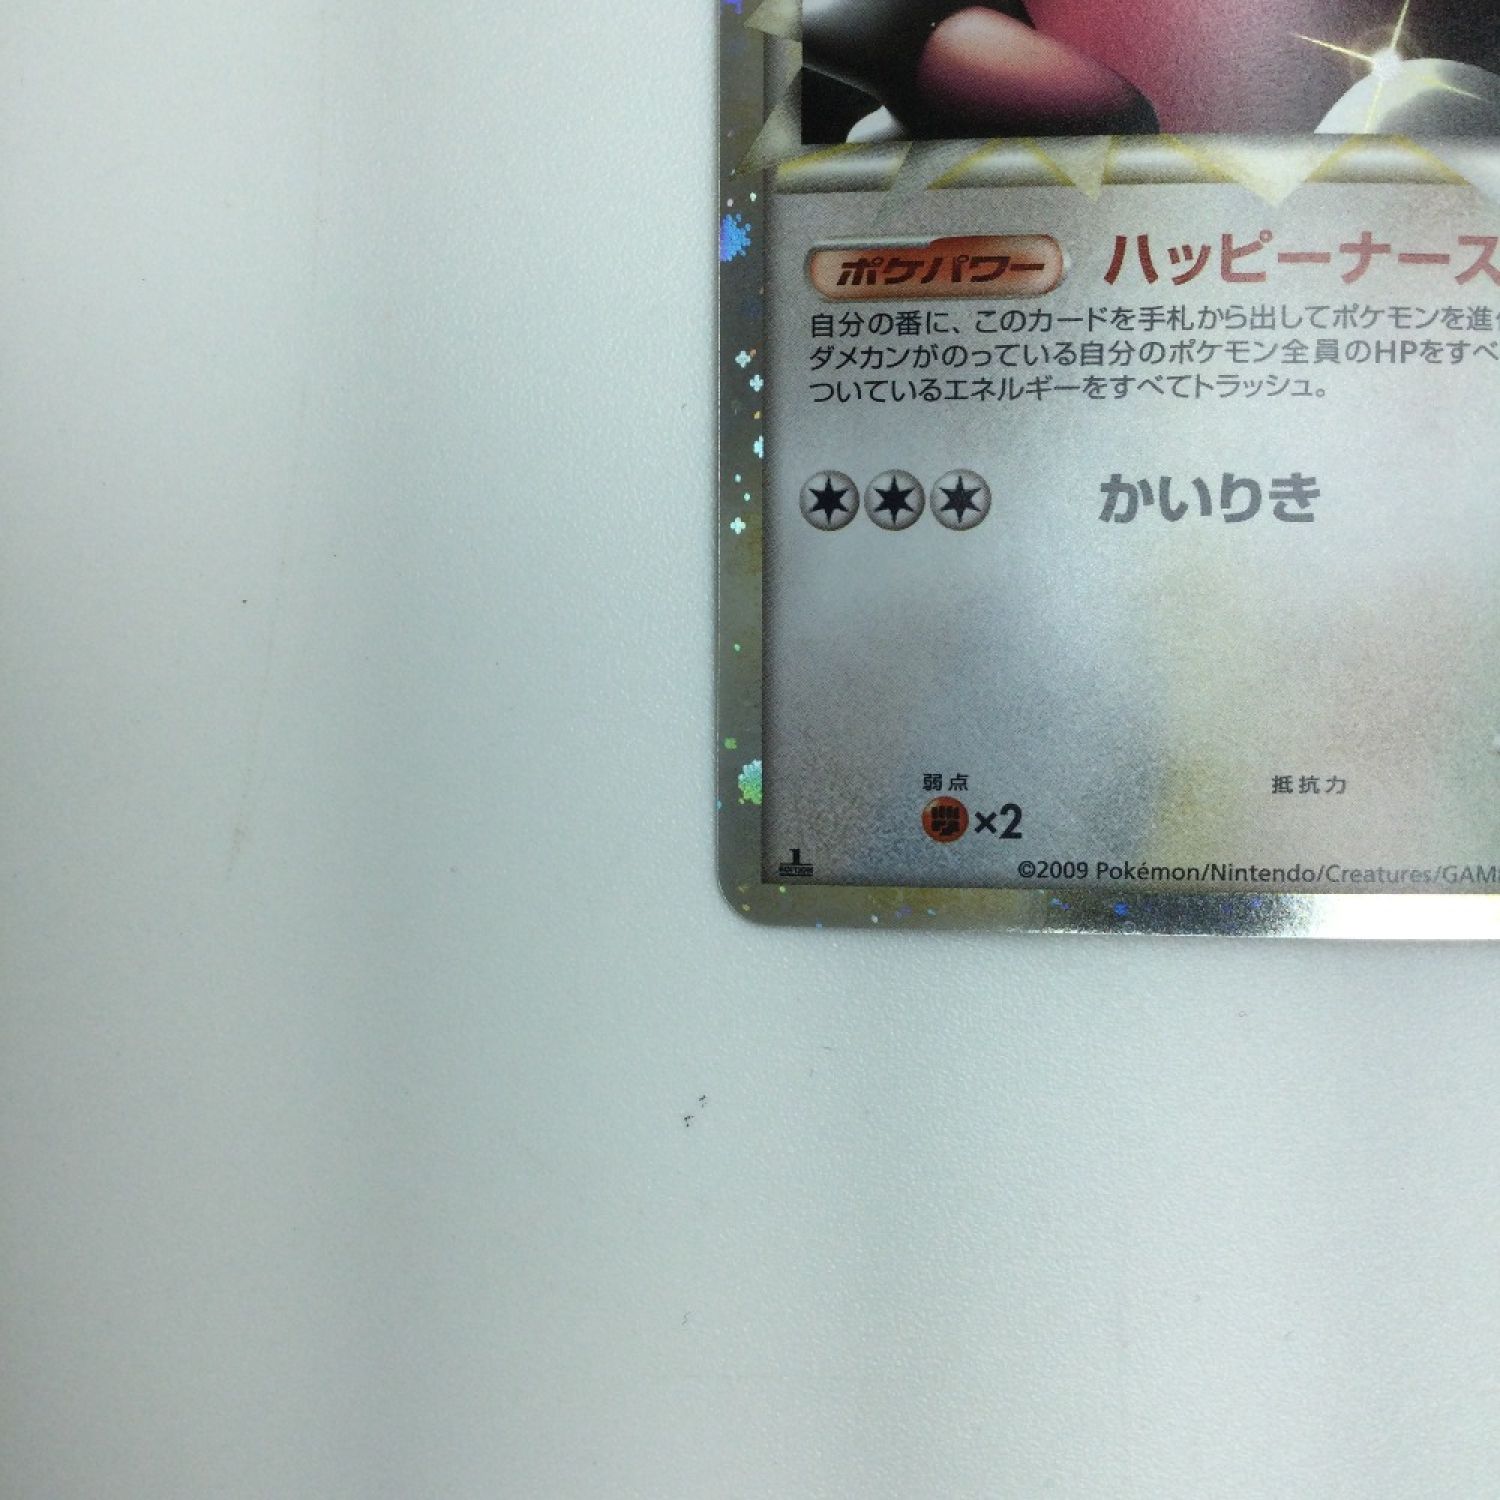 ポケパワー ハッピーナース
自分の番に、このカードを手札から出してポケモンを進
ダメカンがのっている自分のポケモン全員のHPをすべ
ついているエネルギーをすべてトラッシュ。
かいりき
弱点 抵抗力
×2
1
EDITION
©2009 Pokémon/Nintendo/Creatures/GAM